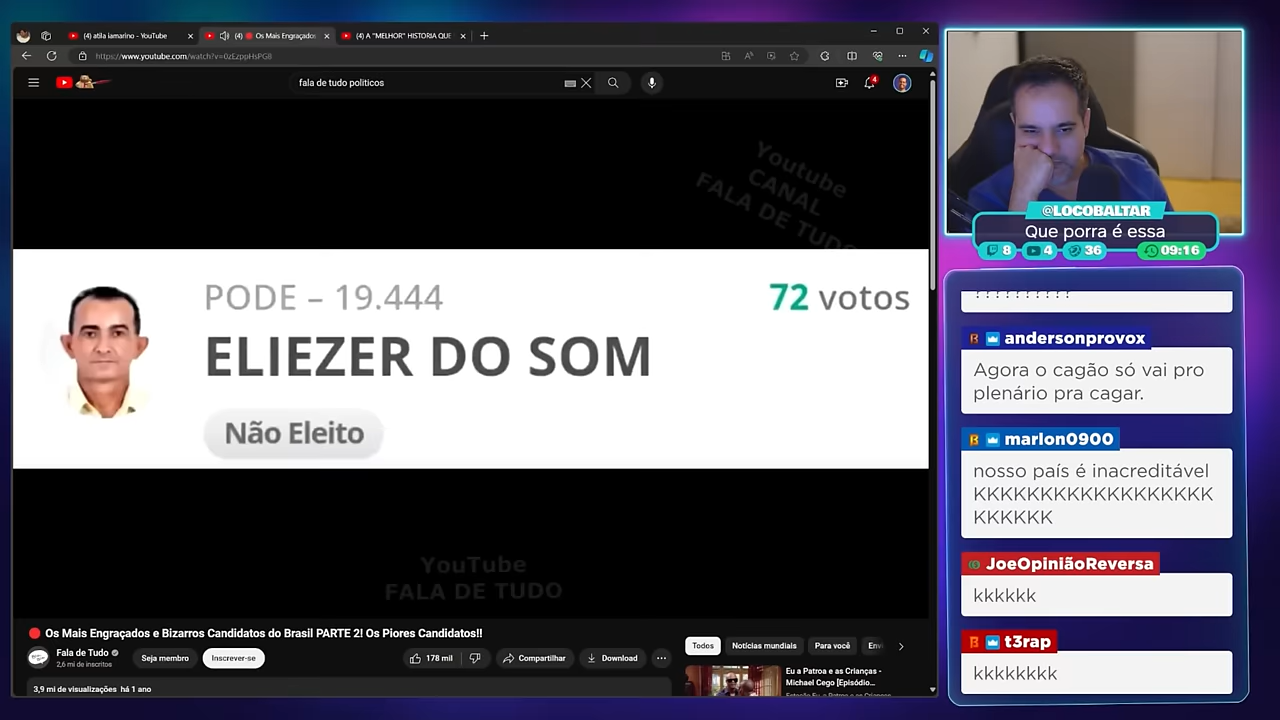 (4) atila iamarino - YouTube
(4) Os Mais Engraçados
(4) A "MELHOR" HISTORIA QUE
https://www.youtube.com/watch?v=0zEzppHsPG8
fala de tudo politicos
4
Youtube
CANAL
FALA DE TUDO
PODE – 19.444
72 votos
ELIEZER DO SOM
Não Eleito
YouTube
FALA DE TUDO
Os Mais Engraçados e Bizarros Candidatos do Brasil PARTE 2! Os Piores Candidatos!!
Fala de Tudo
2,6 mi de inscritos
Seja membro
Inscrever-se
178 mil
Compartilhar
Download
3,9 mi de visualizações há 1 ano
Todos
Notícias mundiais
Para você
Eu a Patroa e as Crianças -
Michael Cego [Episódio...
@LOCOBALTAR
Que porra é essa
8
4
36
09:16
??????????
andersonprovox
Agora o cagão só vai pro
plenário pra cagar.
marlon0900
nosso país é inacreditável
KKKKKKKKKKKKKKKKKK
KKKKKK
JoeOpiniãoReversa
kkkkkk
t3rap
kkkkkkkk